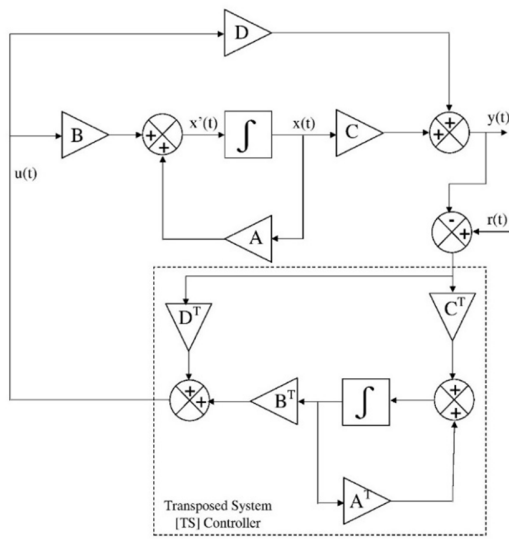 D
B
x'(t)
∫
x(t)
C
y(t)
+ + + + + +
u(t)
A
r(t)
- +
D^T
C^T
+ + + +
B^T
∫
A^T
Transposed System
[TS] Controller